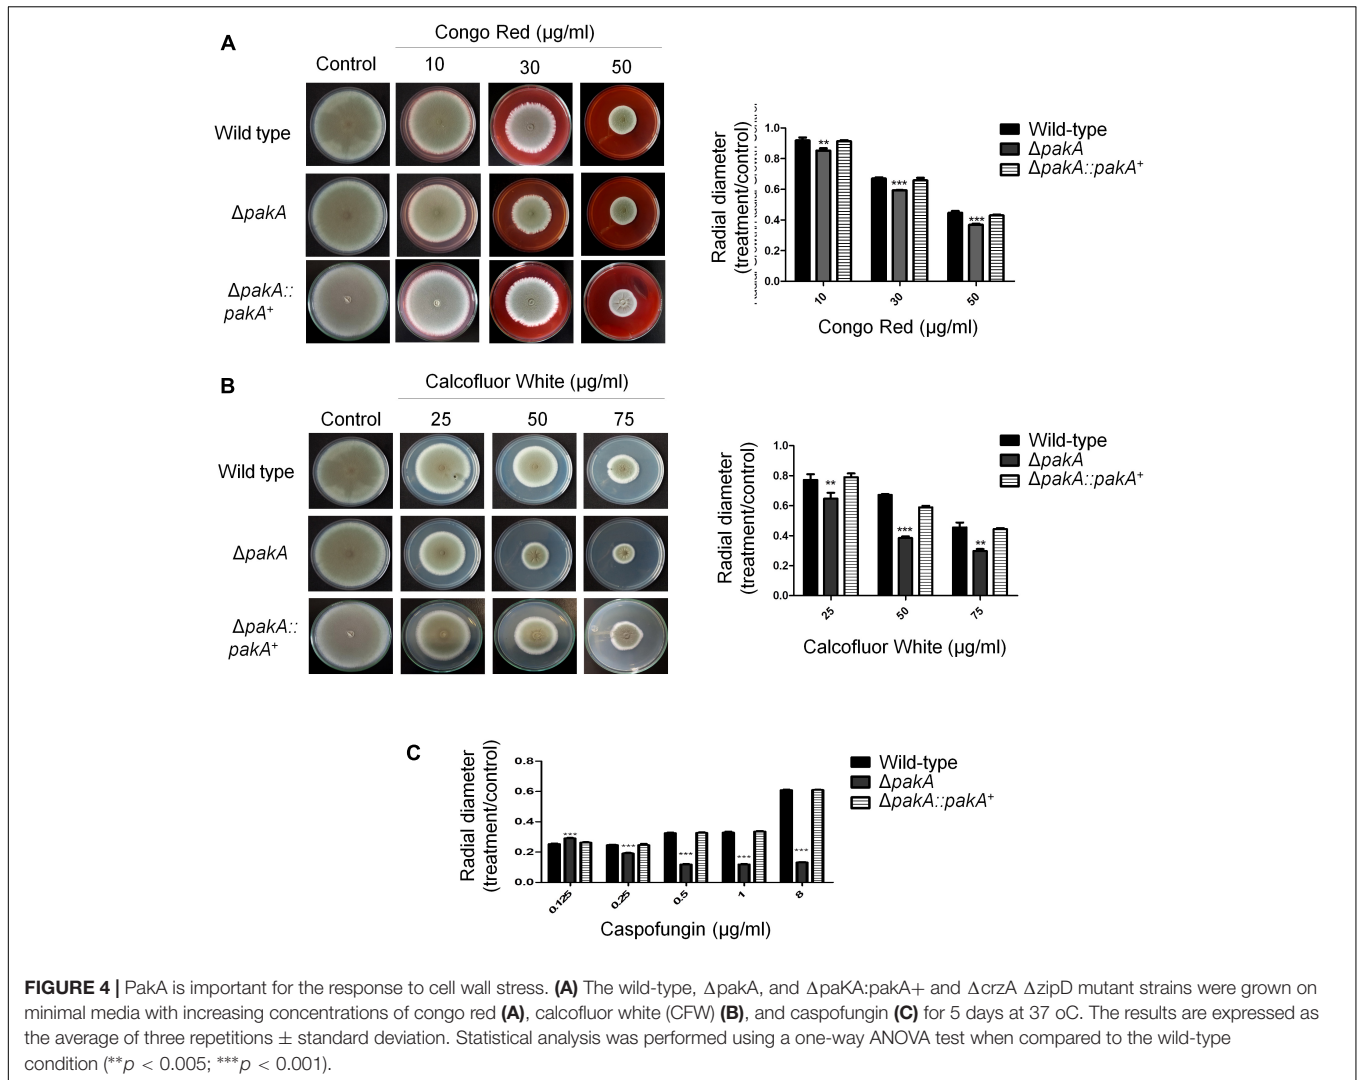 A
Congo Red (µg/ml)
Control 10 30 50
Wild type
ΔpakA
ΔpakA::
pakA+
Radial diameter
(treatment/control)
1.0
0.8
0.6
0.4
0.2
0.0
**
***
***
10 30 50
Congo Red (µg/ml)
Wild-type
ΔpakA
ΔpakA::pakA+
B
Calcofluor White (µg/ml)
Control 25 50 75
Wild type
ΔpakA
ΔpakA::
pakA+
Radial diameter
(treatment/control)
1.0
0.8
0.6
0.4
0.2
0.0
**
***
**
25 50 75
Calcofluor White (µg/ml)
Wild-type
ΔpakA
ΔpakA::pakA+
C
Radial diameter
(treatment/control)
0.8
0.6
0.4
0.2
0.0
***
***
***
***
***
0.125 0.25 0.5 1 8
Caspofungin (µg/ml)
Wild-type
ΔpakA
ΔpakA::pakA+
FIGURE 4 | PakA is important for the response to cell wall stress. (A) The wild-type, ΔpakA, and ΔpaKA:pakA+ and ΔcrzA ΔzipD mutant strains were grown on
minimal media with increasing concentrations of congo red (A), calcofluor white (CFW) (B), and caspofungin (C) for 5 days at 37 oC. The results are expressed as
the average of three repetitions ± standard deviation. Statistical analysis was performed using a one-way ANOVA test when compared to the wild-type
condition (**p < 0.005; ***p < 0.001).